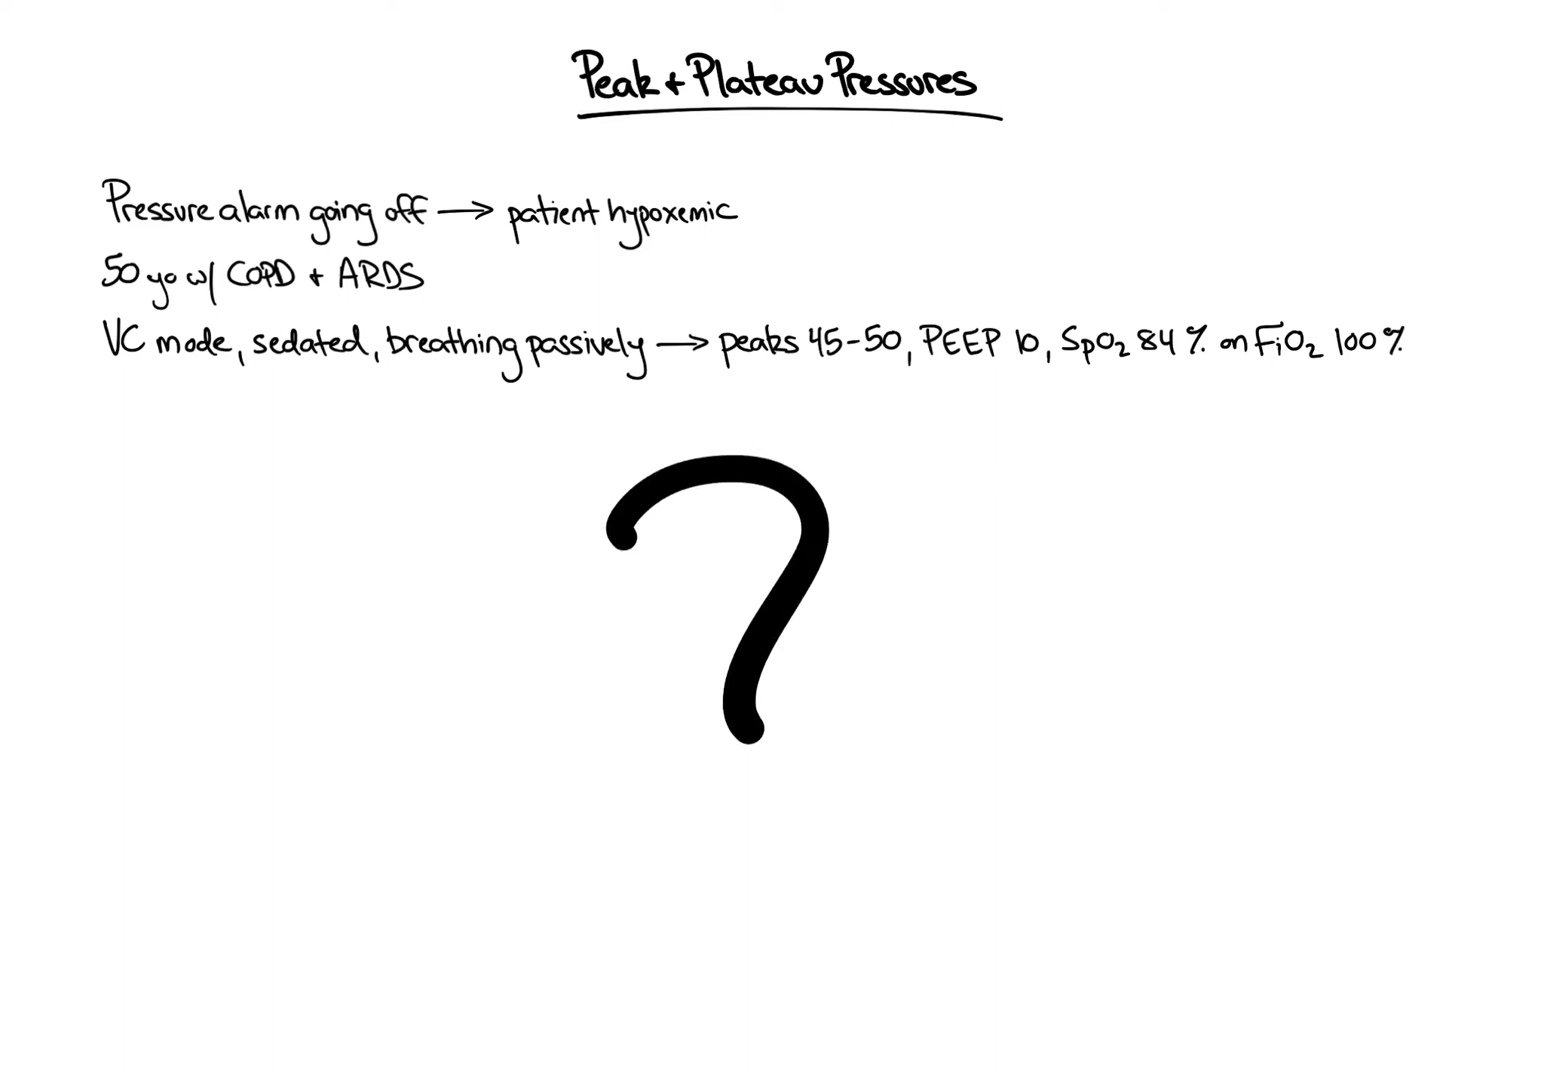 Peak + Plateau Pressures
Pressure alarm going off → patient hypoxemic
50 yo w/ COPD + ARDS
VC mode, sedated, breathing passively → peaks 45-50, PEEP 10, SpO₂ 84% on FiO₂ 100%
?